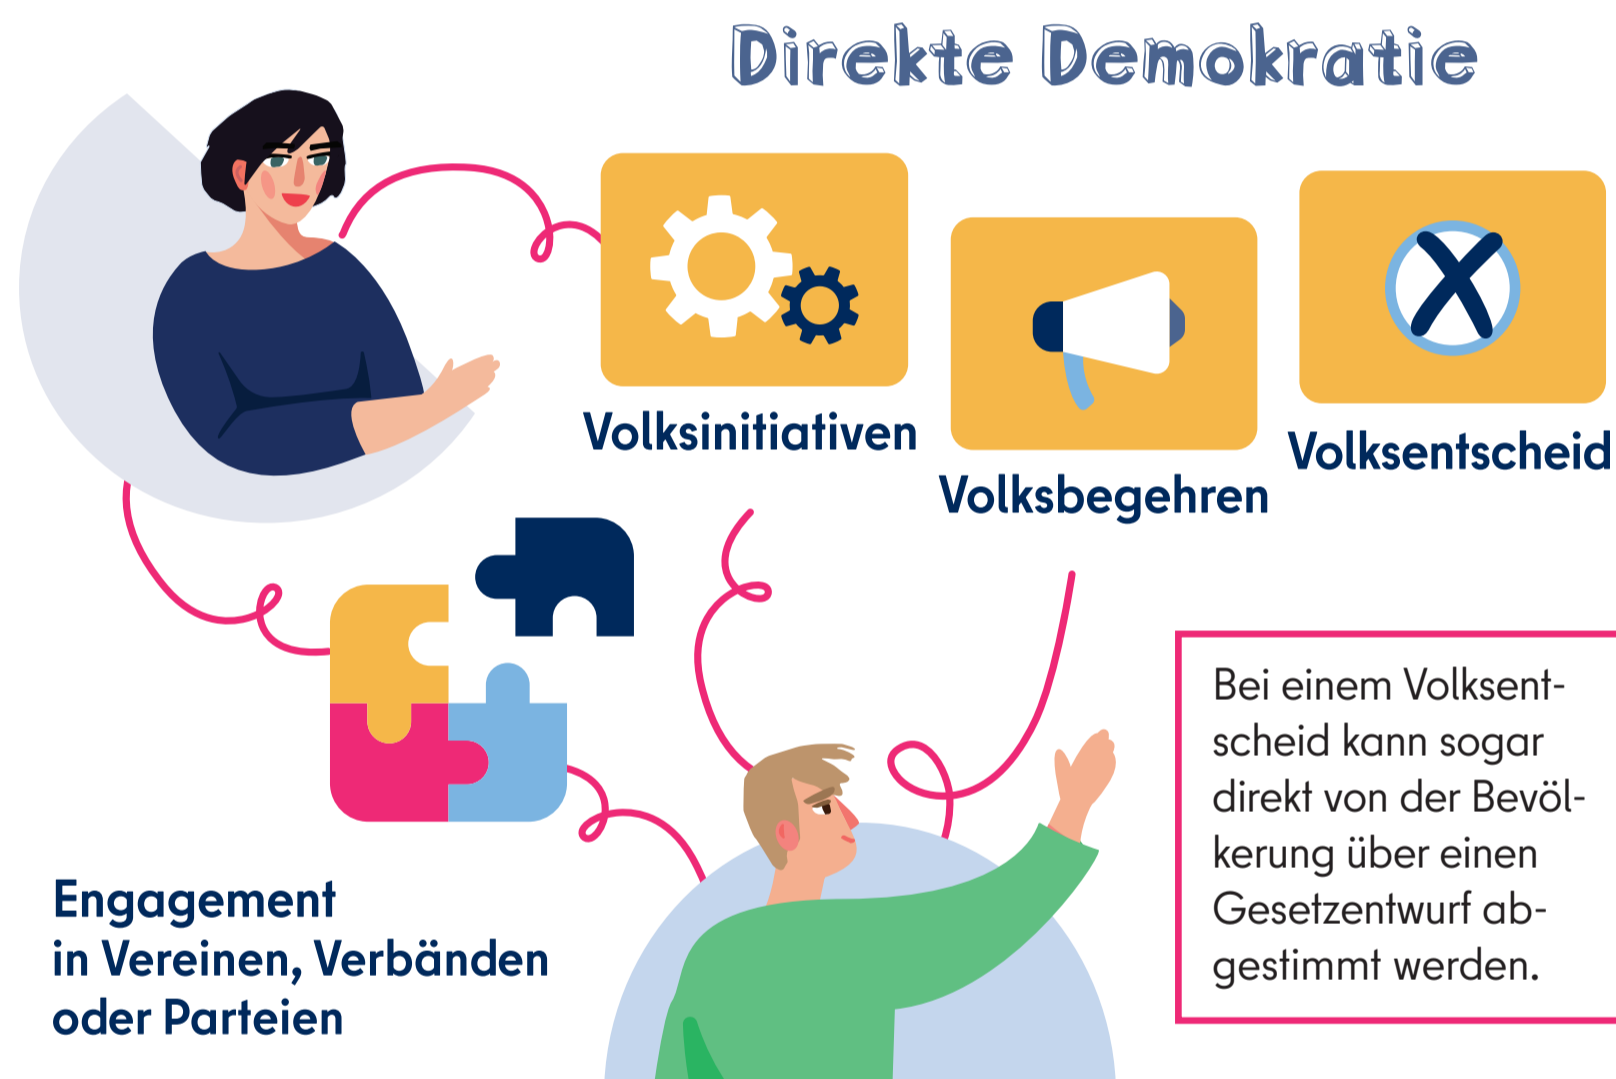 Direkte Demokratie
Volksinitiativen
Volksbegehren
Volksentscheid
Engagement
in Vereinen, Verbänden
oder Parteien
Bei einem Volksent-
scheid kann sogar
direkt von der Bevöl-
kerung über einen
Gesetzentwurf ab-
gestimmt werden.